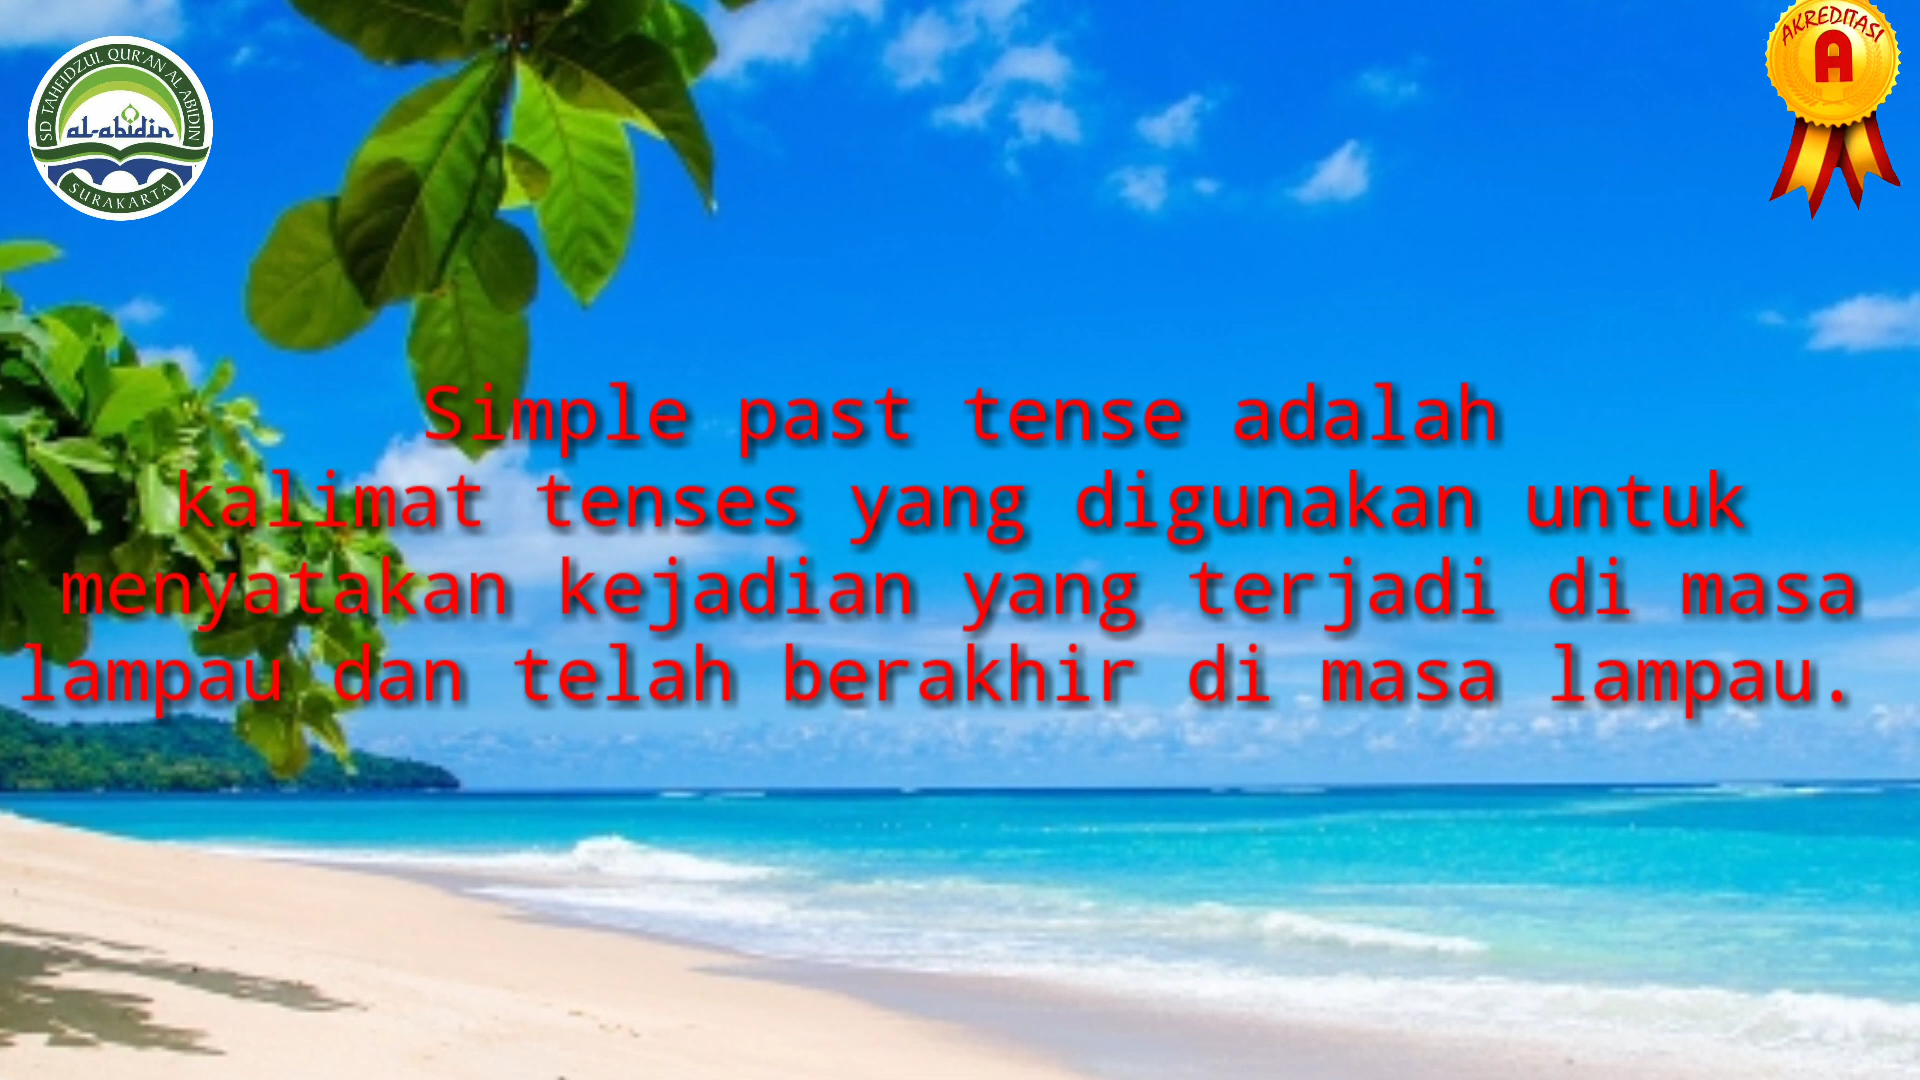 SD TAHFIDZUL QUR'AN AL ABIDIN
al-abidin
SURAKARTA
AKREDITASI
A
Simple past tense adalah
kalimat tenses yang digunakan untuk
menyatakan kejadian yang terjadi di masa
lampau dan telah berakhir di masa lampau.